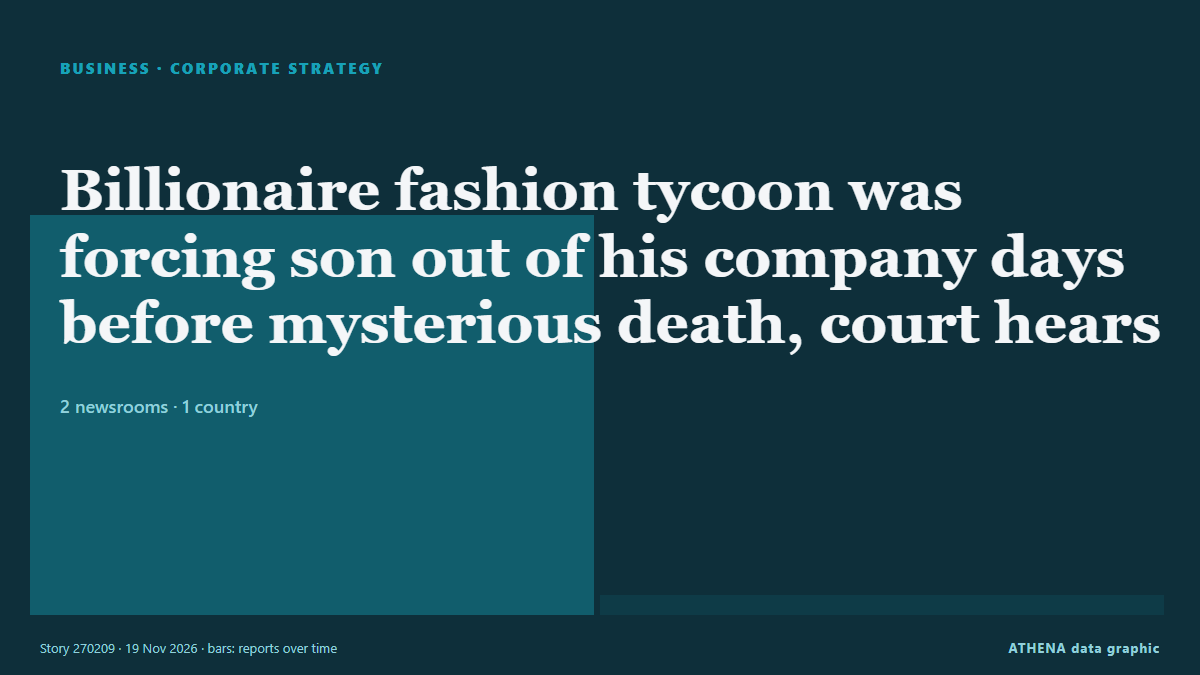 BUSINESS · CORPORATE STRATEGY
Billionaire fashion tycoon was
forcing son out of his company days
before mysterious death, court hears
2 newsrooms · 1 country
Story 270209 · 19 Nov 2026 · bars: reports over time
ATHENA data graphic